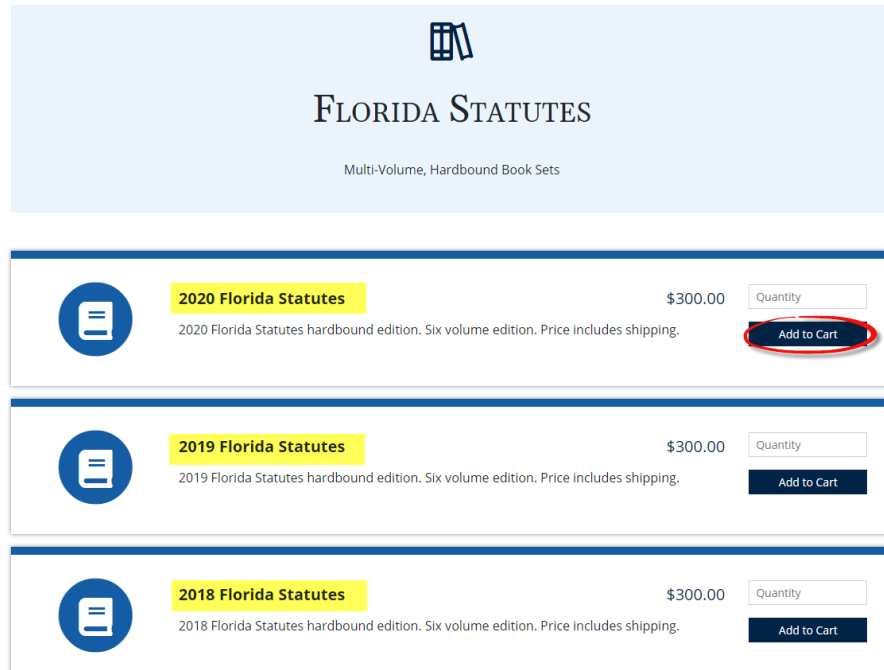 Florida Statutes
Multi-Volume, Hardbound Book Sets
2020 Florida Statutes
$300.00
Quantity
2020 Florida Statutes hardbound edition. Six volume edition. Price includes shipping.
Add to Cart
2019 Florida Statutes
$300.00
Quantity
2019 Florida Statutes hardbound edition. Six volume edition. Price includes shipping.
Add to Cart
2018 Florida Statutes
$300.00
Quantity
2018 Florida Statutes hardbound edition. Six volume edition. Price includes shipping.
Add to Cart